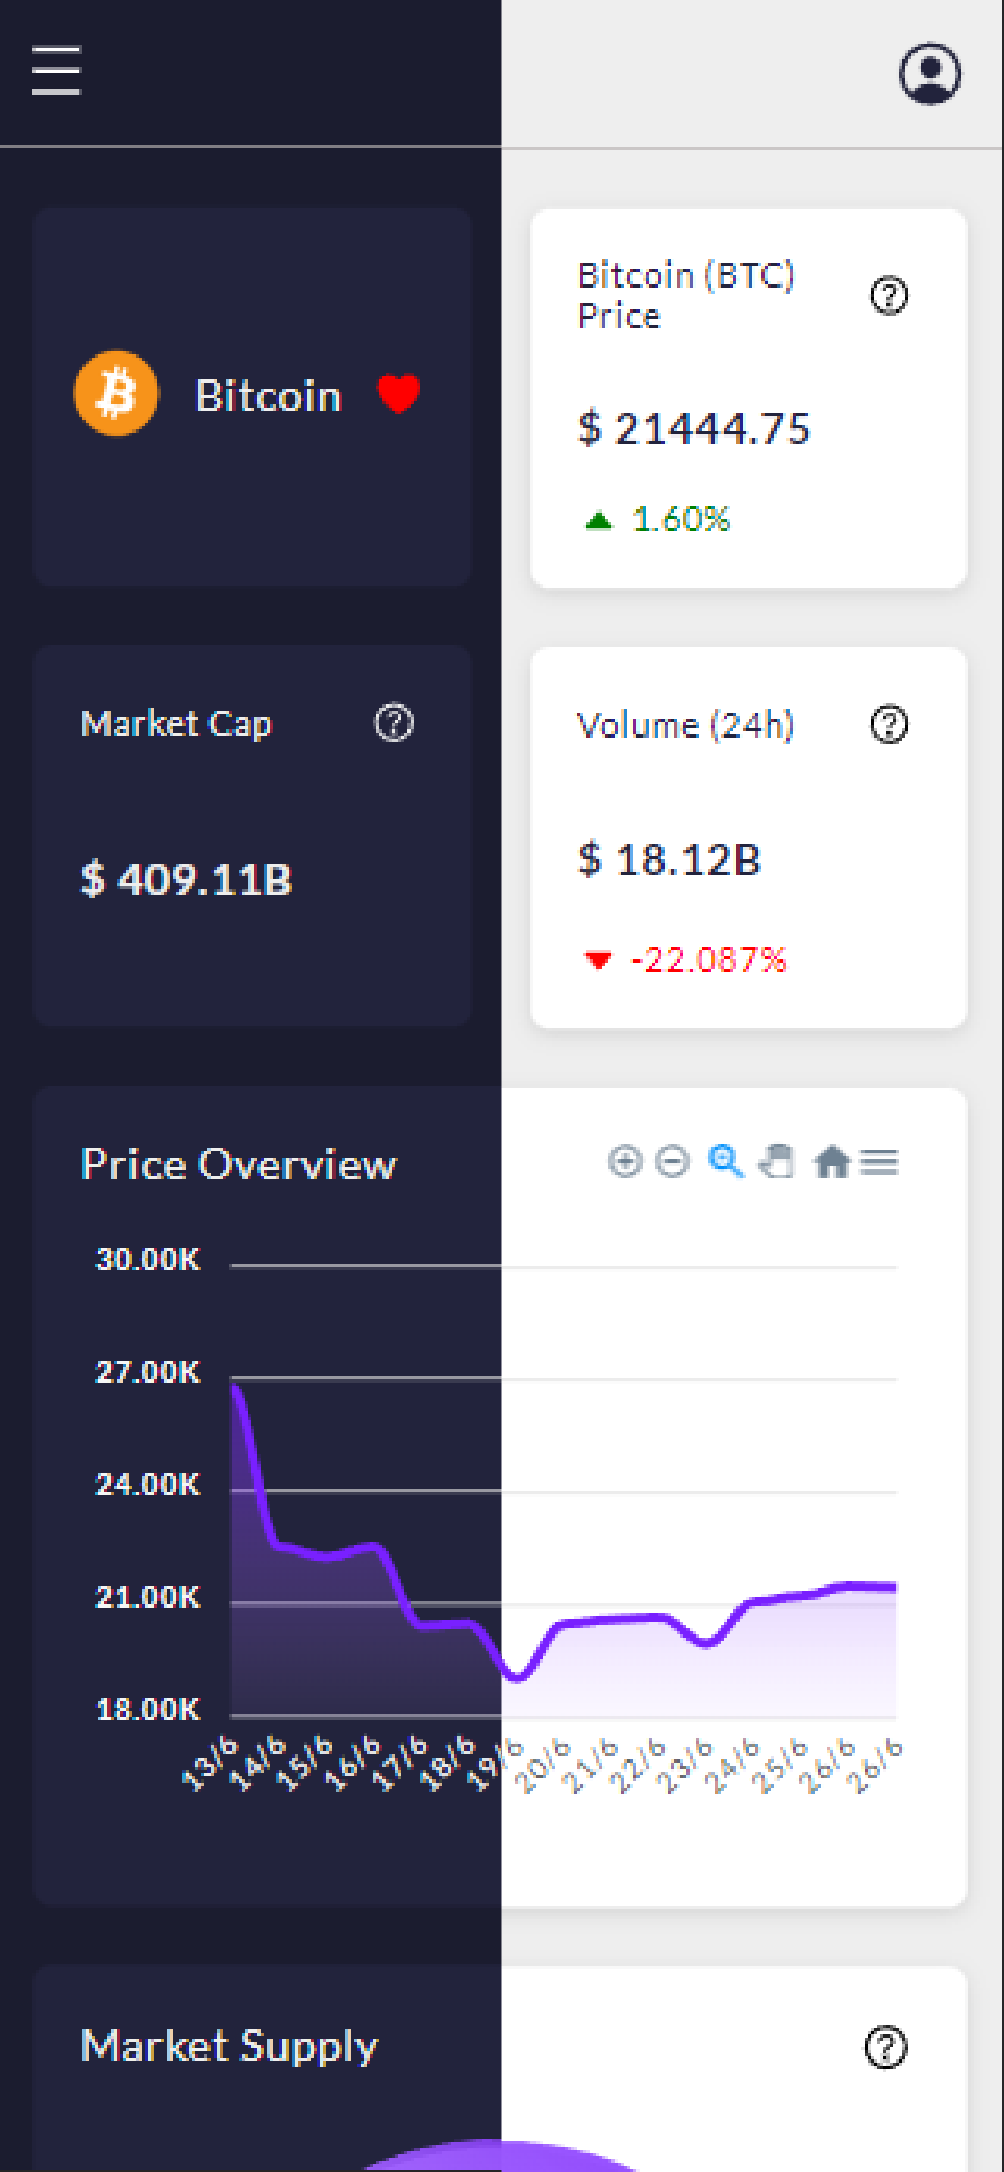 Bitcoin
Bitcoin (BTC)
Price
$ 21444.75
1.60%
Market Cap
$ 409.11B
Volume (24h)
$ 18.12B
-22.087%
Price Overview
30.00K
27.00K
24.00K
21.00K
18.00K
13/6 14/6 15/6 16/6 17/6 18/6 19/6 20/6 21/6 22/6 23/6 24/6 25/6 26/6 26/6
Market Supply